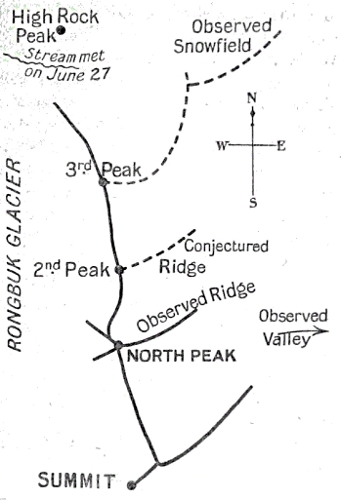 High Rock
Peak
Stream met
on June 27
Observed
Snowfield
N
W
E
S
3rd Peak
RONGBUK GLACIER
2nd Peak
Conjectured
Ridge
Observed Ridge
Observed
Valley
NORTH PEAK
SUMMIT